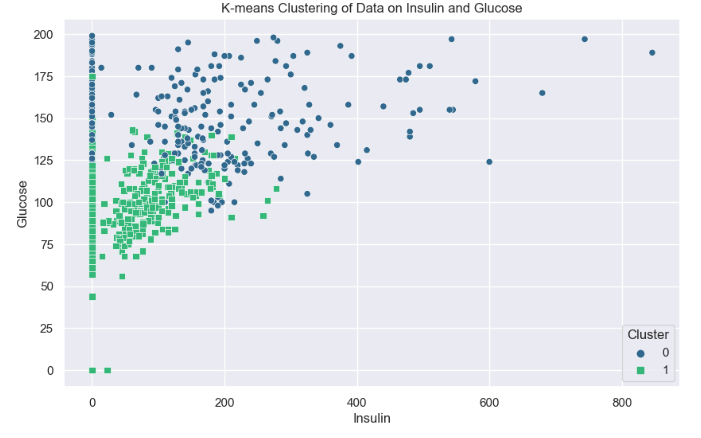 K-means Clustering of Data on Insulin and Glucose
200
175
150
125
100
75
50
25
0
Glucose
0 200 400 600 800
Insulin
Cluster
0
1